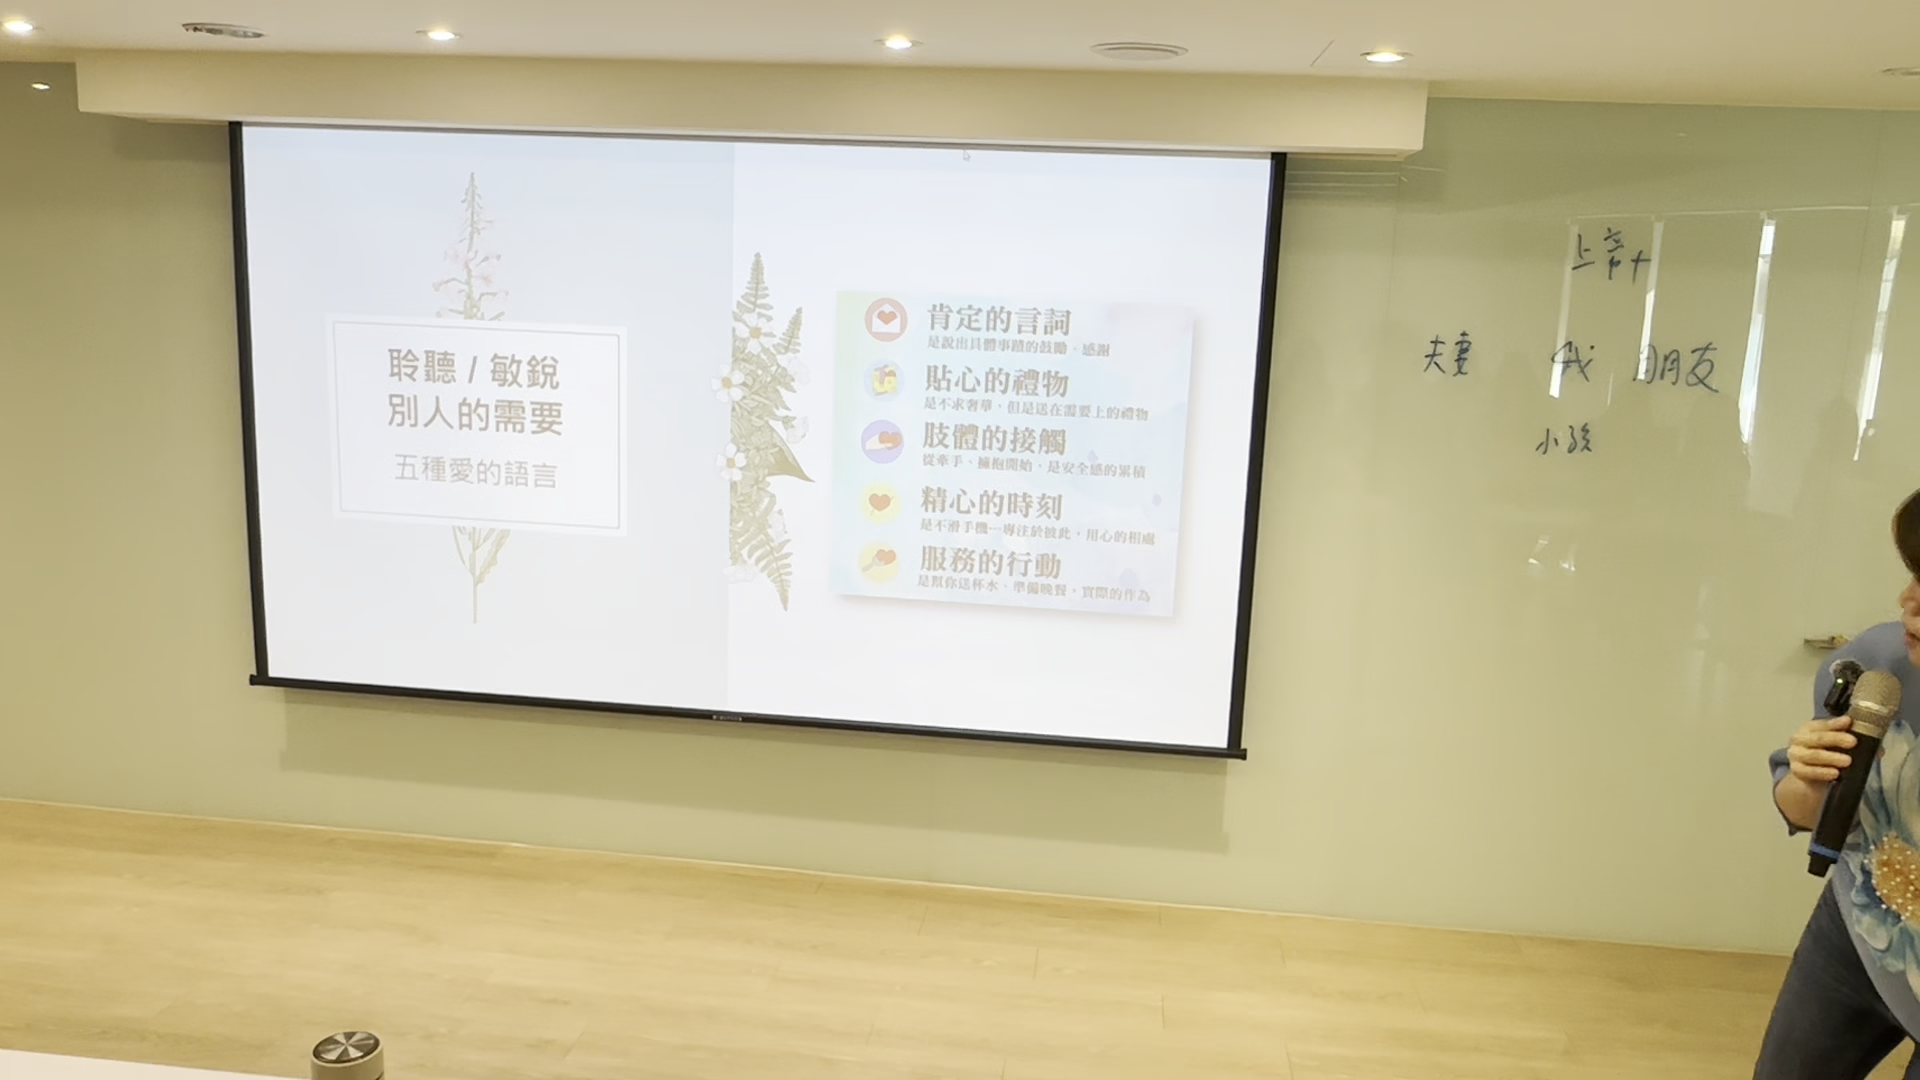 聆聽 / 敏銳
別人的需要
五種愛的語言
肯定的言詞
是說出具體事蹟的鼓勵、感謝
貼心的禮物
是不求奢華，但是送在需要上的禮物
肢體的接觸
從牽手、擁抱開始，是安全感的累積
精心的時刻
是不滑手機…專注於彼此，用心的相處
服務的行動
是幫你送杯水、準備晚餐，實際的作為
上帝
夫妻 我 朋友
小孩